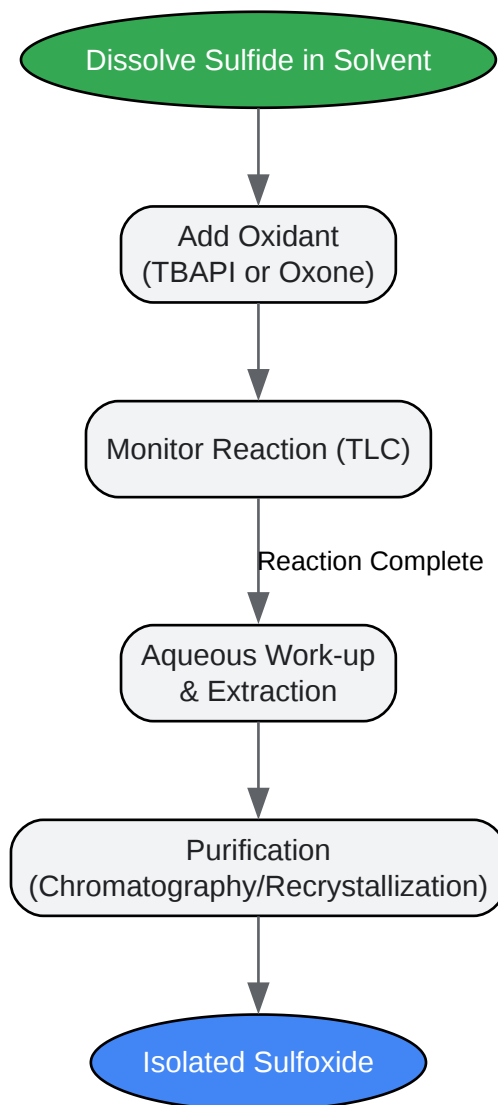 Dissolve Sulfide in Solvent
Add Oxidant
(TBAPI or Oxone)
Monitor Reaction (TLC)
Reaction Complete
Aqueous Work-up
& Extraction
Purification
(Chromatography/Recrystallization)
Isolated Sulfoxide